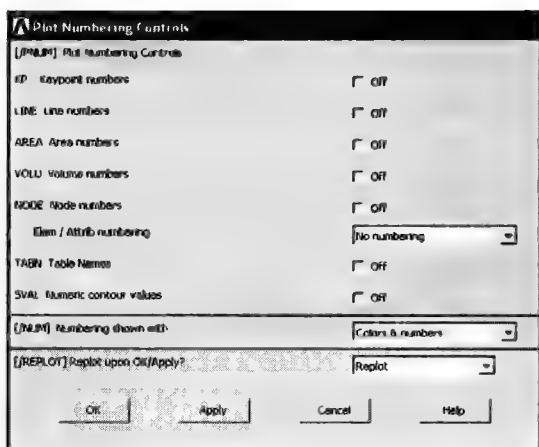 Plot Numbering Controls
[/PNUM] Plot Numbering Controls
KP Keypoint numbers
Off
LINE Line numbers
Off
AREA Area numbers
Off
VOLU Volume numbers
Off
NODE Node numbers
Off
Elem / Attrib numbering
No numbering
TABN Table Names
Off
SVAL Numeric contour values
Off
[/NUM] Numbering shown with
Colors & numbers
[/REPLOT] Replot upon OK/Apply?
Replot
OK
Apply
Cancel
Help